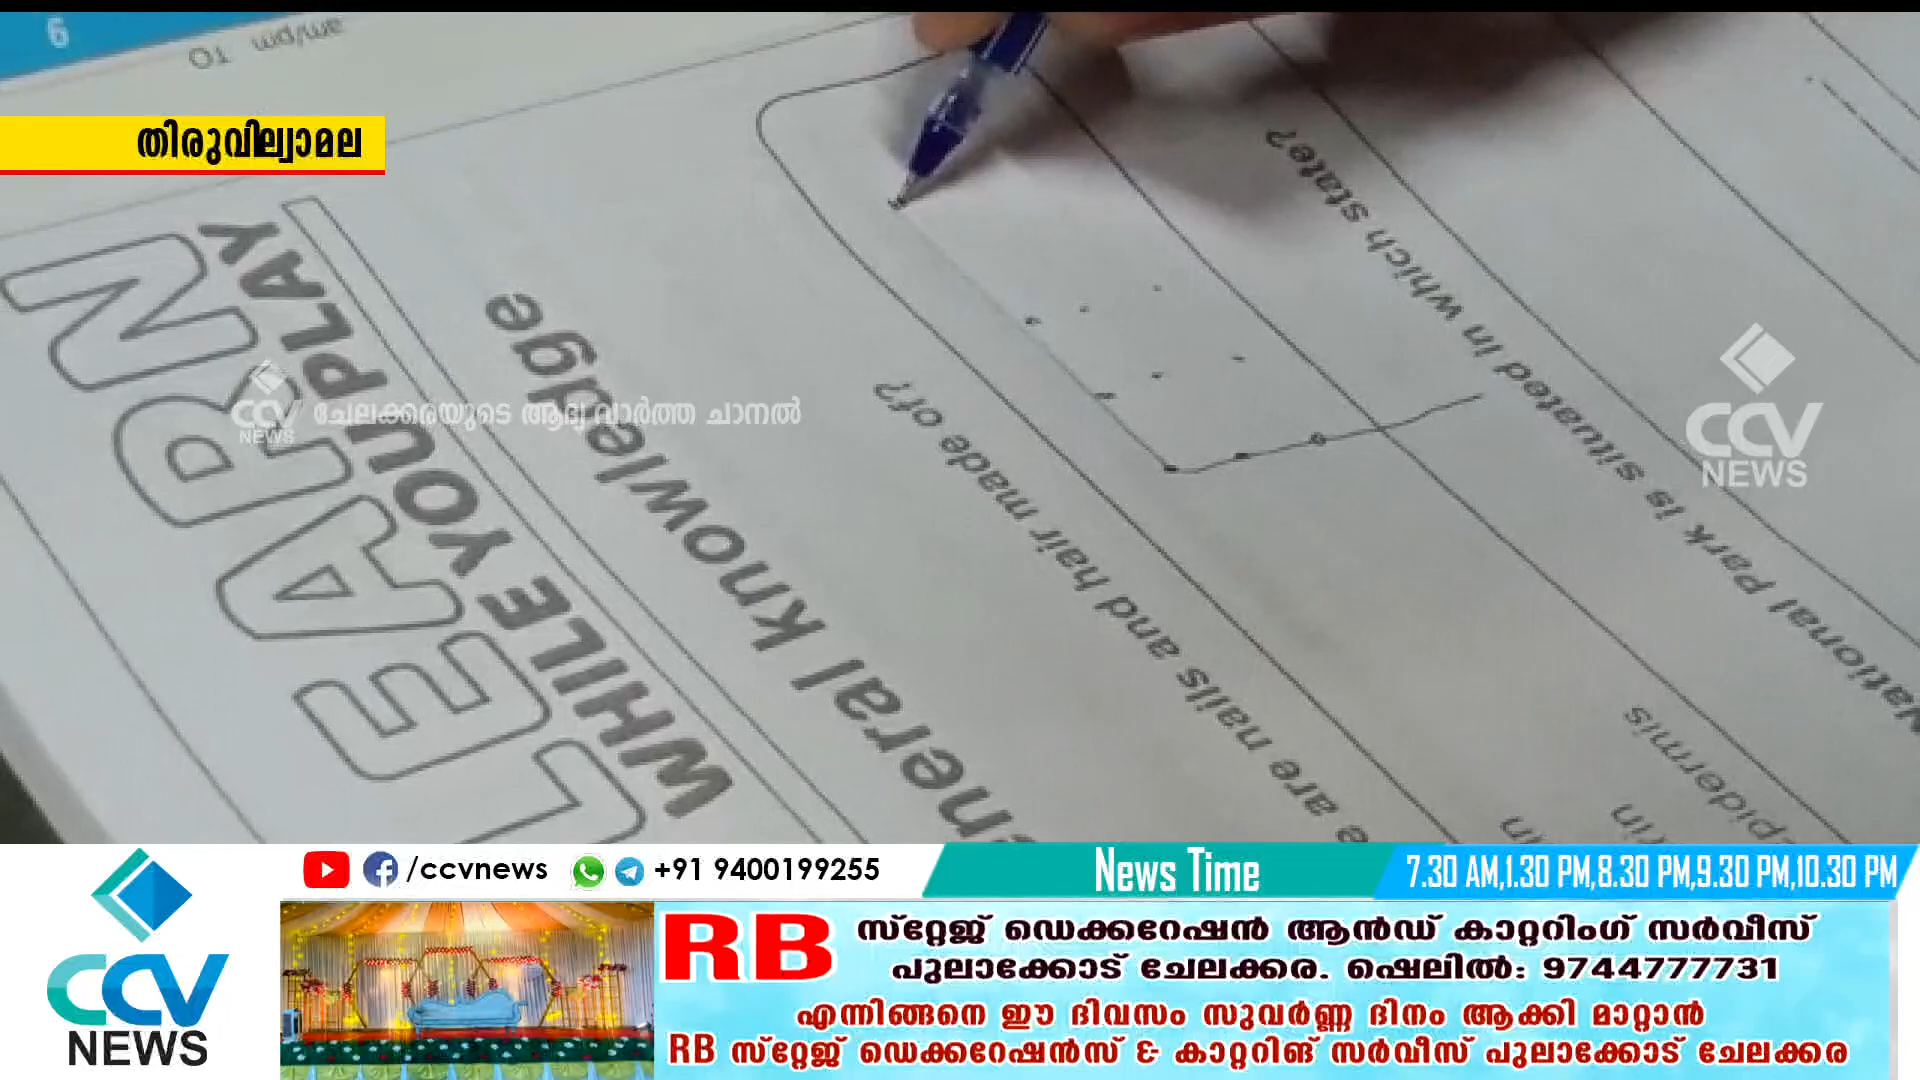 6
am/pm 10
തിരുവില്വാമല
LEARN
WHILE YOU PLAY
General Knowledge
are nails and hair made of?
National Park is situated in which state?
CCV
NEWS
ചേലക്കരയുടെ ആദ്യ വാർത്ത ചാനൽ
CCV
NEWS
/ccvnews +91 9400199255
News Time
7.30 AM,1.30 PM,8.30 PM,9.30 PM,10.30 PM
CCV
NEWS
RB
സ്റ്റേജ് ഡെക്കറേഷൻ ആൻഡ് കാറ്ററിംഗ് സർവീസ്
പുലാക്കോട് ചേലക്കര. ഷെലിൽ: 9744777731
എന്നിങ്ങനെ ഈ ദിവസം സുവർണ്ണ ദിനം ആക്കി മാറ്റാൻ
RB സ്റ്റേജ് ഡെക്കറേഷൻസ് & കാറ്ററിങ് സർവീസ് പുലാക്കോട് ചേലക്കര